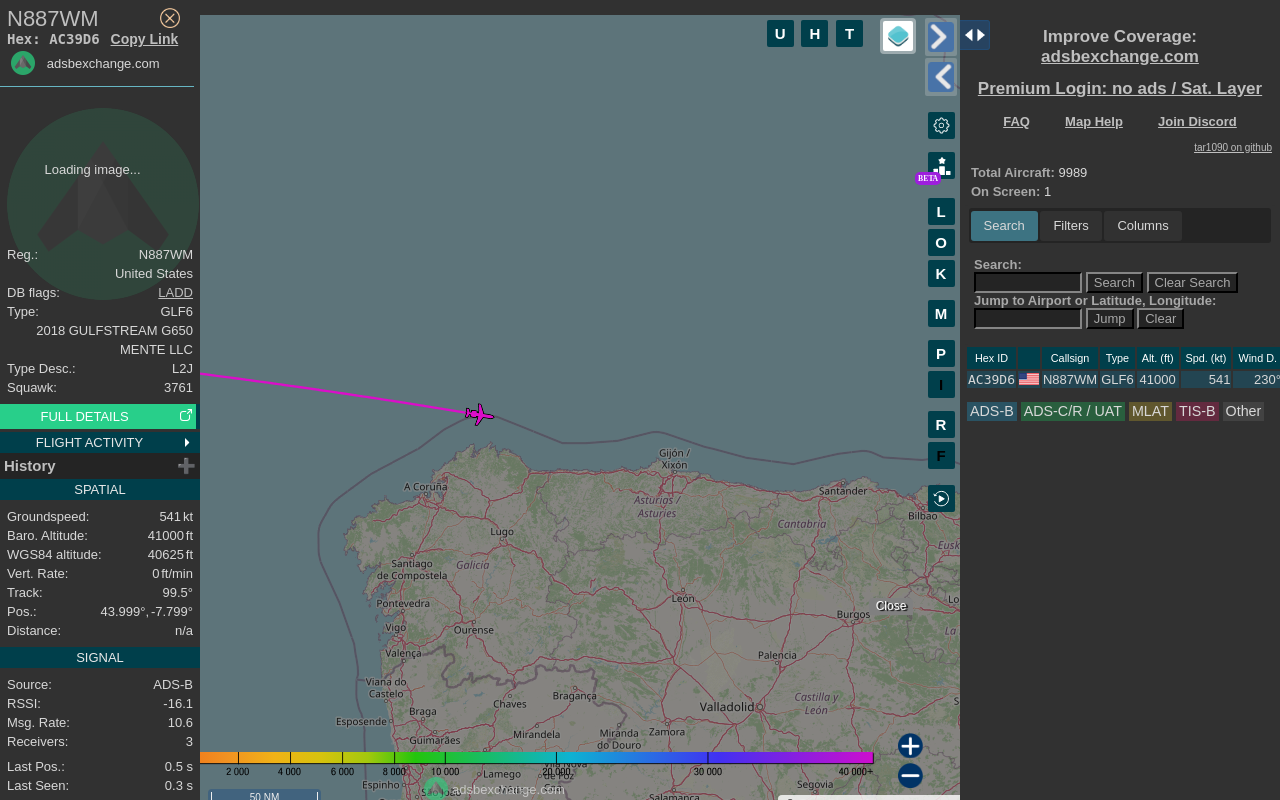 N887WM
Hex: AC39D6 Copy Link
adsbexchange.com
Loading image...
Reg.: N887WM
United States
DB flags: LADD
Type: GLF6
2018 GULFSTREAM G650
MENTE LLC
Type Desc.: L2J
Squawk: 3761
FULL DETAILS
FLIGHT ACTIVITY
History
SPATIAL
Groundspeed: 541 kt
Baro. Altitude: 41000 ft
WGS84 altitude: 40625 ft
Vert. Rate: 0 ft/min
Track: 99.5°
Pos.: 43.999°, -7.799°
Distance: n/a
SIGNAL
Source: ADS-B
RSSI: -16.1
Msg. Rate: 10.6
Receivers: 3
Last Pos.: 0.5 s
Last Seen: 0.3 s
U H T
BETA
L
O
K
M
P
I
R
F
Gijón / Xixón
A Coruña
Asturias / Asturies
Santander
Cantabria
Bilbao
Lugo
Santiago de Compostela
Galicia
León
Burgos
Close
Pontevedra
Vigo
Ourense
Valença
Palencia
Viana do Castelo
Bragança
Chaves
Castilla y León
Braga
Valladolid
Esposende
Mirandela
Miranda do Douro
Zamora
Guimarães
2 000 4 000 6 000 8 000 10 000 20 000 30 000 40 000+
Lamego
de Foz
Espinho
Segovia
adsbexchange.com
Salamanca
50 NM
Improve Coverage:
adsbexchange.com
Premium Login: no ads / Sat. Layer
FAQ Map Help Join Discord
tar1090 on github
Total Aircraft: 9989
On Screen: 1
Search Filters Columns
Search:
Search Clear Search
Jump to Airport or Latitude, Longitude:
Jump Clear
Hex ID Callsign Type Alt. (ft) Spd. (kt) Wind D.
AC39D6 N887WM GLF6 41000 541 230°
ADS-B ADS-C/R / UAT MLAT TIS-B Other